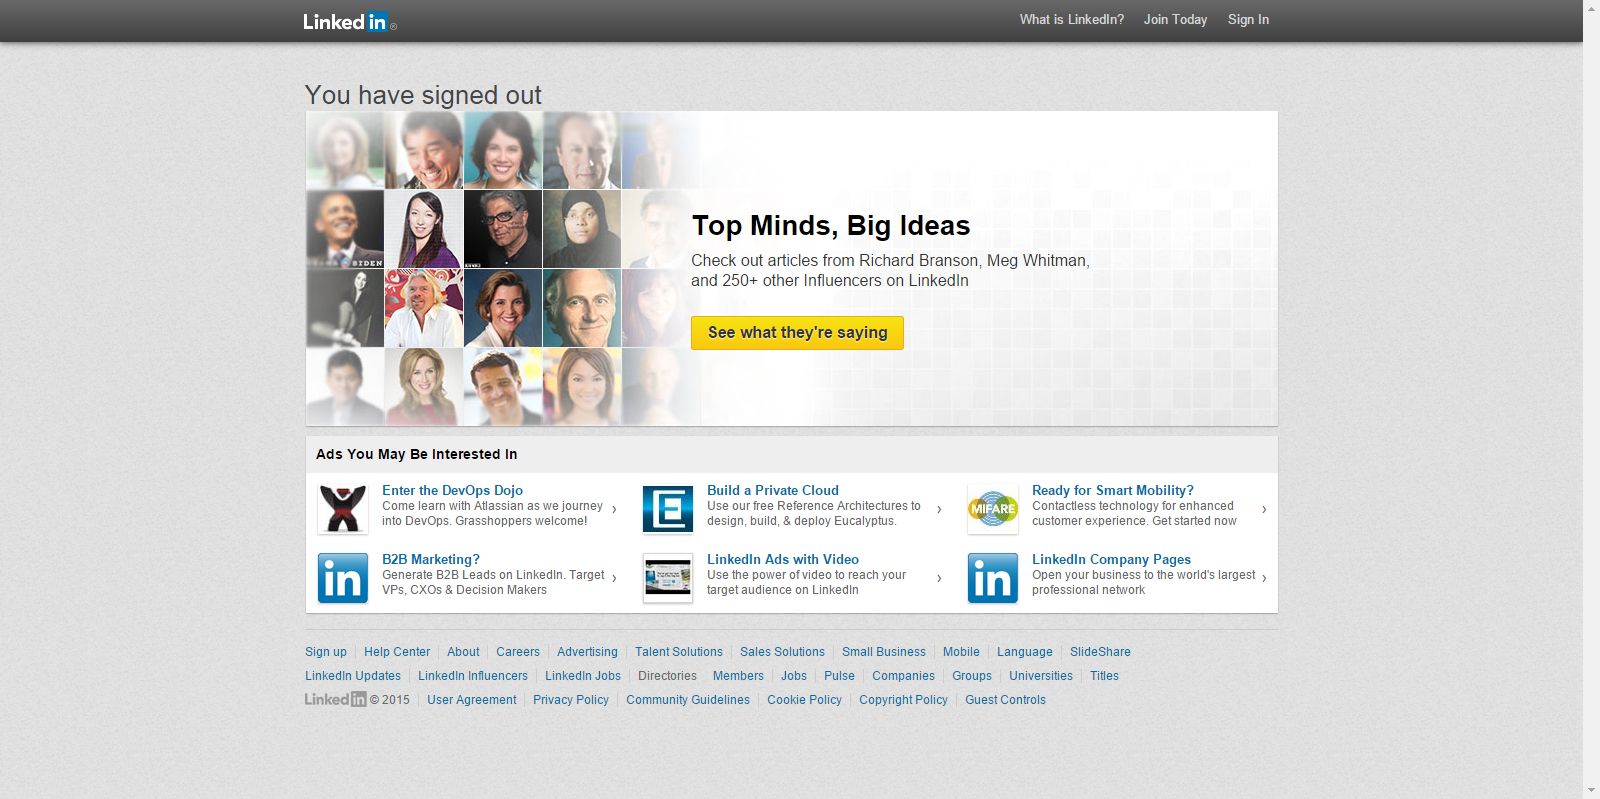 Linked in ®
What is LinkedIn? Join Today Sign In
You have signed out
BIDEN
Top Minds, Big Ideas
Check out articles from Richard Branson, Meg Whitman,
and 250+ other Influencers on LinkedIn
See what they're saying
Ads You May Be Interested In
Enter the DevOps Dojo
Come learn with Atlassian as we journey
into DevOps. Grasshoppers welcome!
›
E
Build a Private Cloud
Use our free Reference Architectures to
design, build, & deploy Eucalyptus.
›
MIFARE
Ready for Smart Mobility?
Contactless technology for enhanced
customer experience. Get started now
›
in
B2B Marketing?
Generate B2B Leads on LinkedIn. Target
VPs, CXOs & Decision Makers
›
LinkedIn Ads with Video
Use the power of video to reach your
target audience on LinkedIn
›
in
LinkedIn Company Pages
Open your business to the world's largest
professional network
›
Sign up Help Center About Careers Advertising Talent Solutions Sales Solutions Small Business Mobile Language SlideShare
LinkedIn Updates LinkedIn Influencers LinkedIn Jobs Directories Members Jobs Pulse Companies Groups Universities Titles
Linked in © 2015 User Agreement Privacy Policy Community Guidelines Cookie Policy Copyright Policy Guest Controls